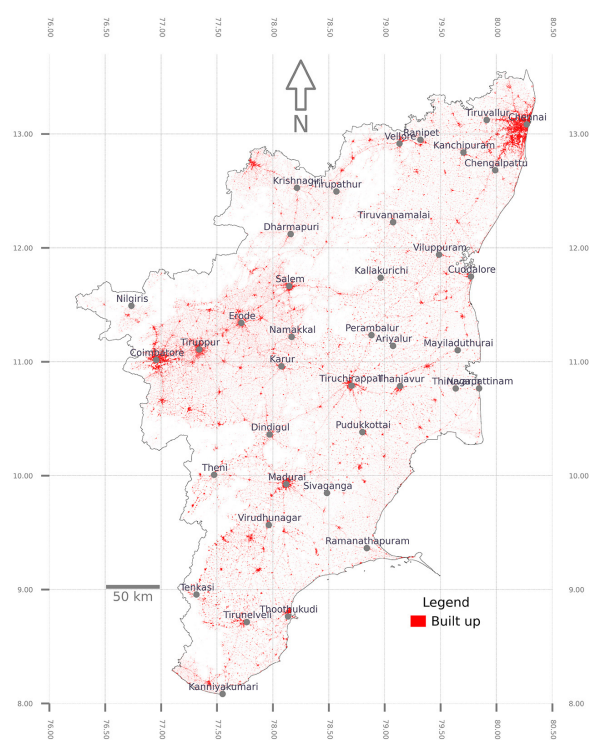 76.00
76.50
77.00
77.50
78.00
78.50
79.00
79.50
80.00
80.50
N
Tiruvallur
Chennai
13.00
13.00
Ranipet
Vellore
Kanchipuram
Chengalpattu
Krishnagiri
Tirupathur
Tiruvannamalai
Dharmapuri
12.00
12.00
Viluppuram
Kallakurichi
Cuddalore
Salem
Nilgiris
Erode
Namakkal
Perambalur
Ariyalur
Tiruppur
Mayiladuthurai
Coimbatore
11.00
11.00
Karur
Tiruchirappalli
Thanjavur
Nagapattinam
Dindigul
Pudukkottai
Theni
10.00
10.00
Madurai
Sivaganga
Virudhunagar
Ramanathapuram
9.00
9.00
Tenkasi
50 km
Legend
Built up
Thoothukudi
Tirunelveli
Kanniyakumari
8.00
8.00
76.00
76.50
77.00
77.50
78.00
78.50
79.00
79.50
80.00
80.50